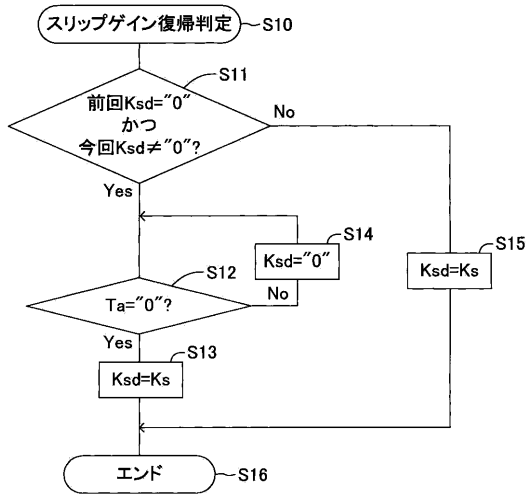 スリップゲイン復帰判定
S10
S11
前回Ksd="0"
かつ
今回Ksd≠"0"?
No
Yes
S14
Ksd="0"
S15
Ksd=Ks
S12
Ta="0"?
No
Yes
S13
Ksd=Ks
エンド
S16